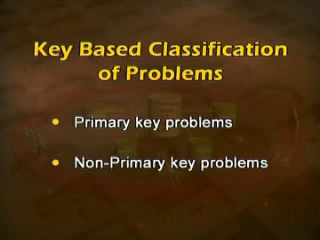 Key Based Classification
of Problems
• Primary key problems
• Non-Primary key problems